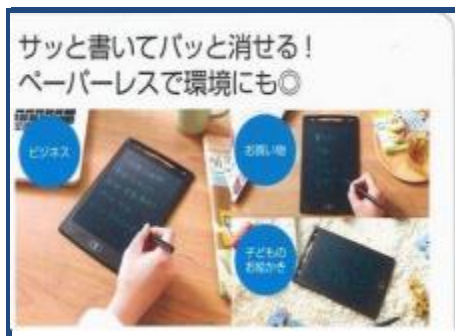 サッと書いてパッと消せる！
ペーパーレスで環境にも◎
ビジネス
お買い物
子どもの
お絵かき